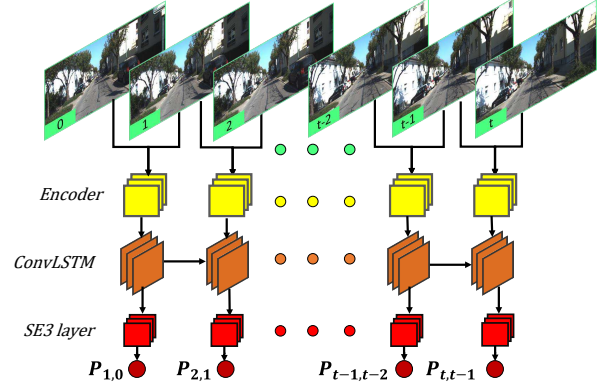 0
1
2
t-2
t-1
t
Encoder
ConvLSTM
SE3 layer
P1,0
P2,1
Pt−1,t−2
Pt,t−1